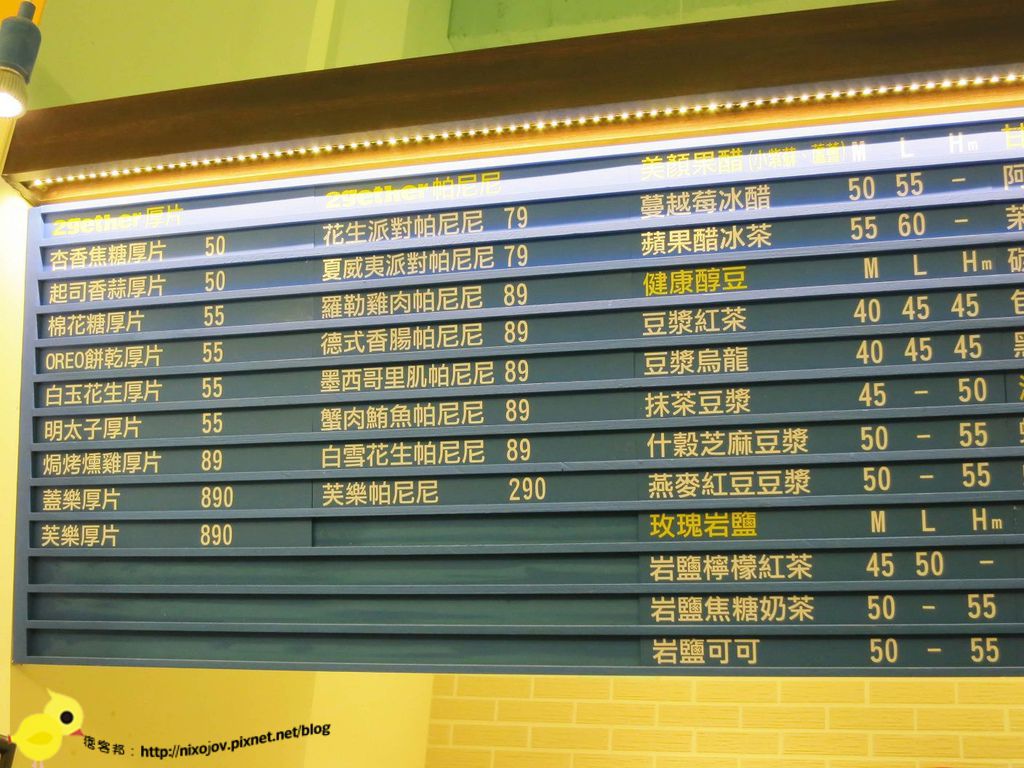 2gether厚片
杏香焦糖厚片 50
起司香蒜厚片 50
棉花糖厚片 55
OREO餅乾厚片 55
白玉花生厚片 55
明太子厚片 55
焗烤燻雞厚片 89
蓋樂厚片 890
芙樂厚片 890
2gether帕尼尼
花生派對帕尼尼 79
夏威夷派對帕尼尼 79
羅勒雞肉帕尼尼 89
德式香腸帕尼尼 89
墨西哥里肌帕尼尼 89
蟹肉鮪魚帕尼尼 89
白雪花生帕尼尼 89
芙樂帕尼尼 290
美顏果醋 (小紫蘇、蘆薈) M L Hm
蔓越莓冰醋 50 55 -
蘋果醋冰茶 55 60 -
健康醇豆 M L Hm
豆漿紅茶 40 45 45
豆漿烏龍 40 45 45
抹茶豆漿 45 - 50
什穀芝麻豆漿 50 - 55
燕麥紅豆豆漿 50 - 55
玫瑰岩鹽 M L Hm
岩鹽檸檬紅茶 45 50 -
岩鹽焦糖奶茶 50 - 55
岩鹽可可 50 - 55
甘
阿
茉
痞客邦：http://nixojov.pixnet.net/blog